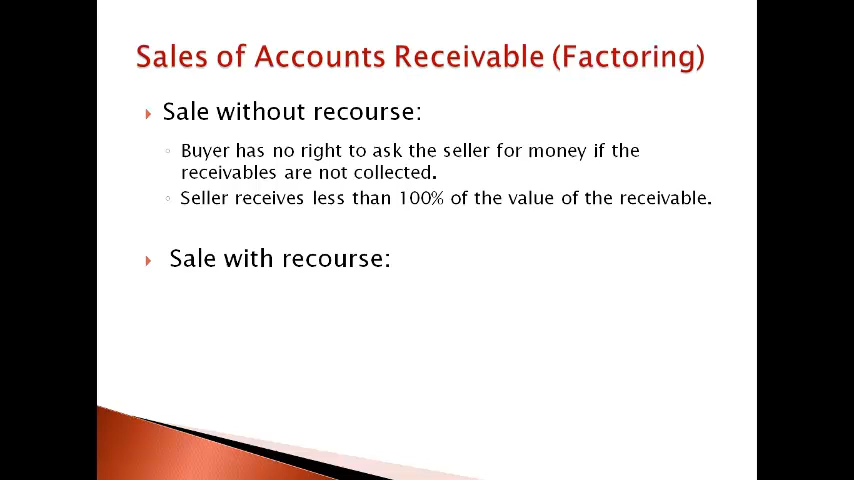 Sales of Accounts Receivable (Factoring)
Sale without recourse:
Buyer has no right to ask the seller for money if the
receivables are not collected.
Seller receives less than 100% of the value of the receivable.
Sale with recourse: